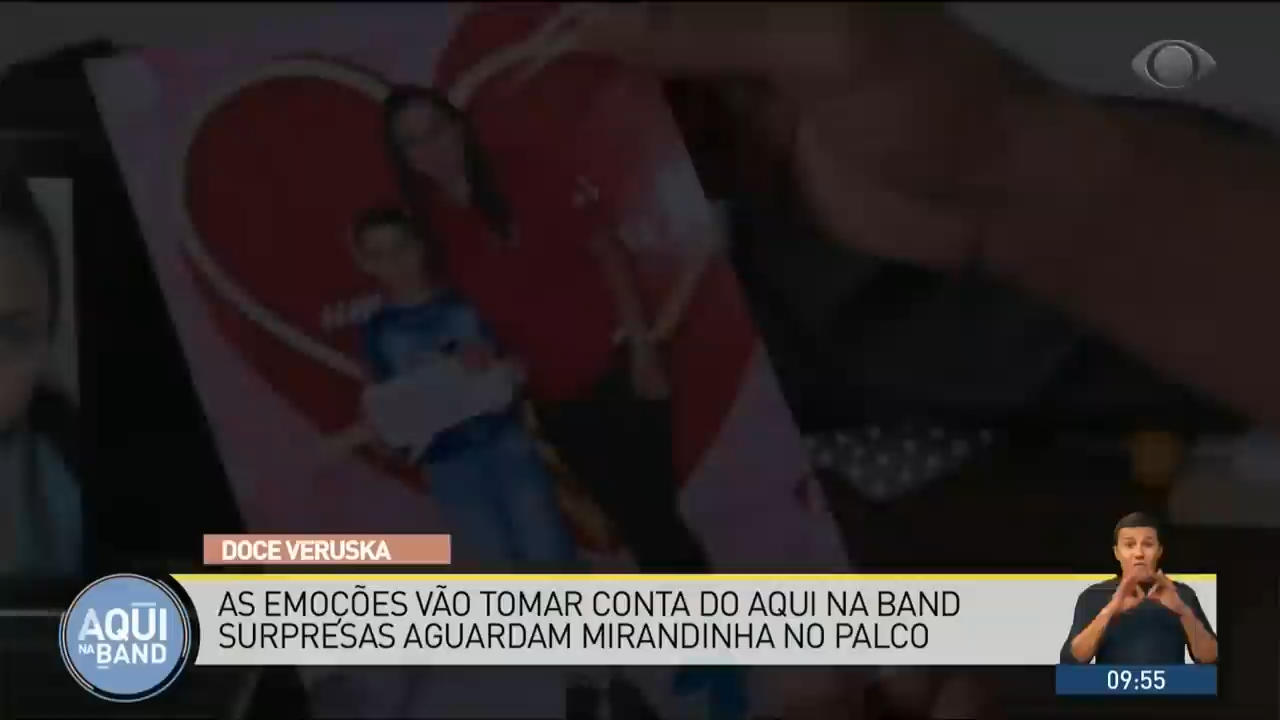 DOCE VERUSKA
AS EMOÇÕES VÃO TOMAR CONTA DO AQUI NA BAND
SURPRESAS AGUARDAM MIRANDINHA NO PALCO
AQUI
NA BAND
09:55